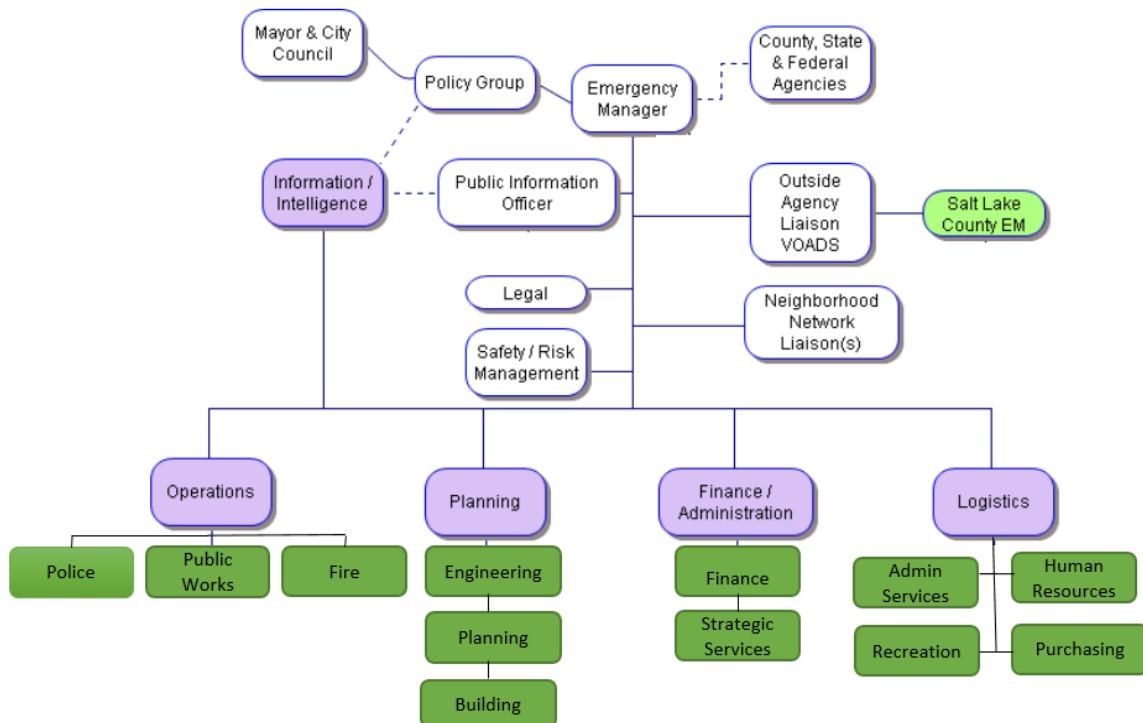 Mayor & City
Council
Policy Group
Emergency
Manager
County, State
& Federal
Agencies
Information /
Intelligence
Public Information
Officer
Outside
Agency
Liaison
VOADS
Salt Lake
County EM
Legal
Neighborhood
Network
Liaison(s)
Safety / Risk
Management
Operations
Planning
Finance /
Administration
Logistics
Police
Public
Works
Fire
Engineering
Planning
Building
Finance
Strategic
Services
Admin
Services
Human
Resources
Recreation
Purchasing